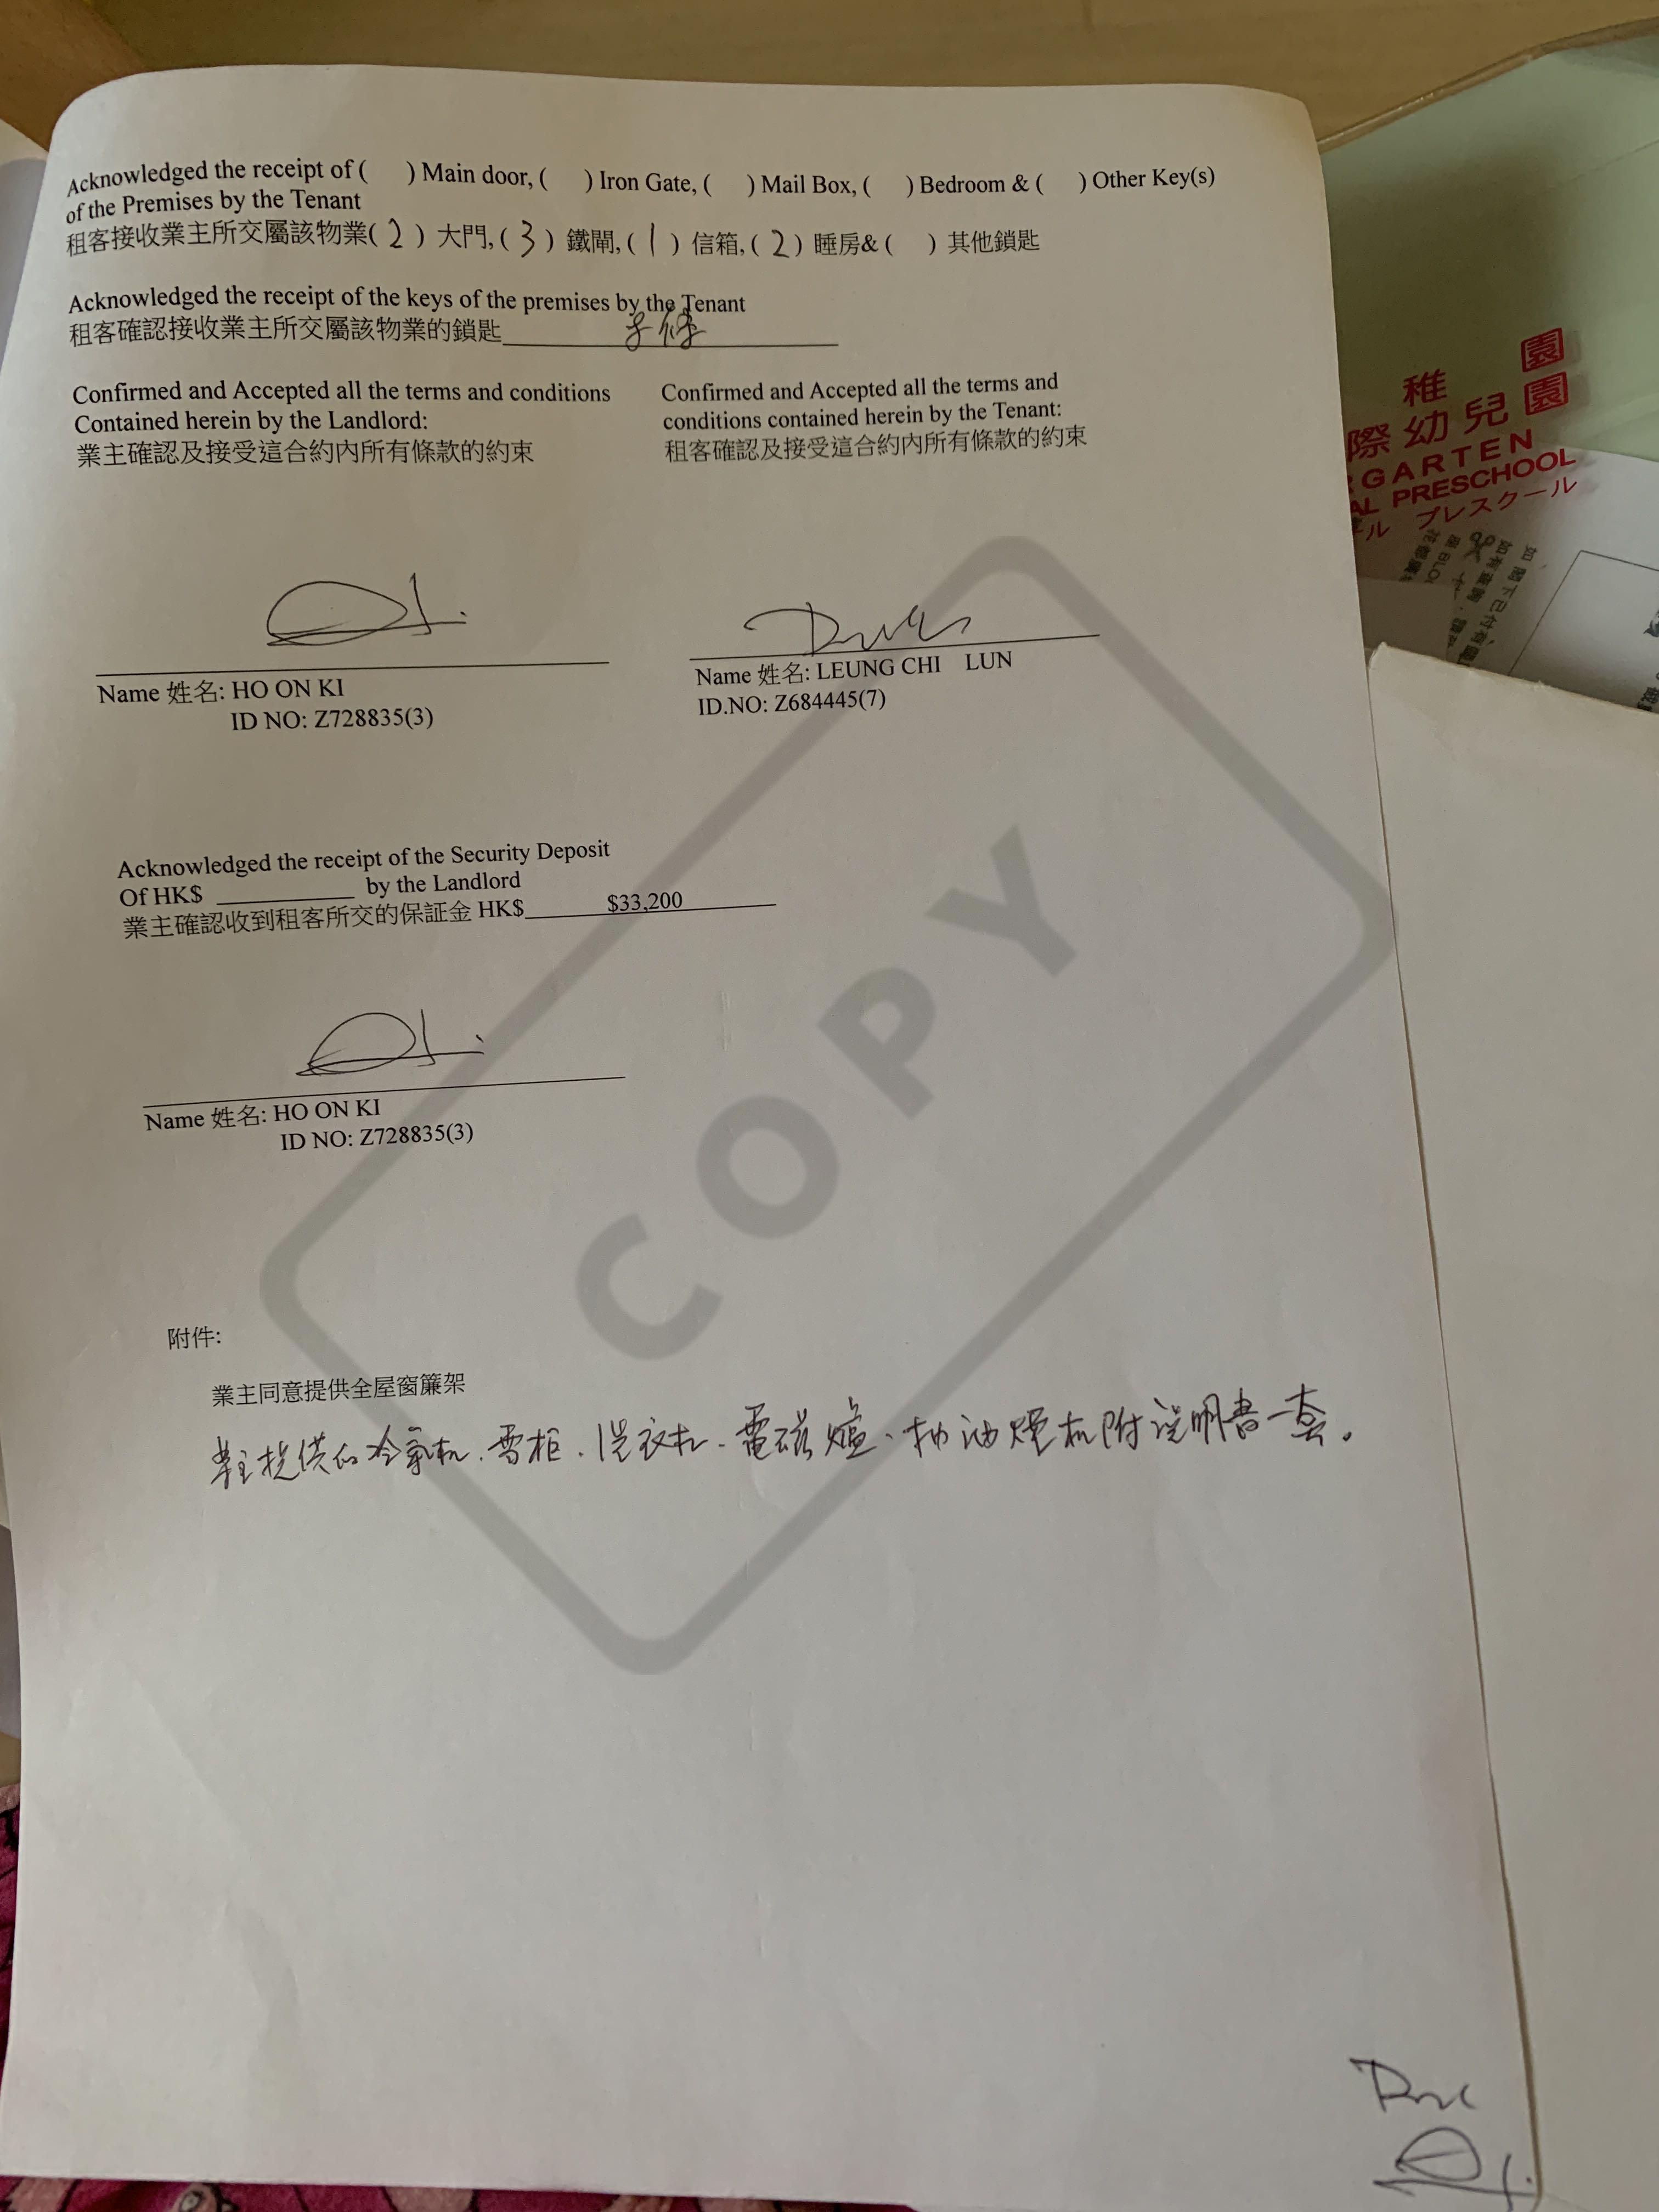 Acknowledged the receipt of ( ) Main door, ( ) Iron Gate, ( ) Mail Box, ( ) Bedroom & ( ) Other Key(s)
of the Premises by the Tenant
租客接收業主所交屬該物業( 2 ) 大門, ( 3 ) 鐵閘, ( 1 ) 信箱, ( 2 ) 睡房& ( ) 其他鎖匙
Acknowledged the receipt of the keys of the premises by the Tenant
租客確認接收業主所交屬該物業的鎖匙
Confirmed and Accepted all the terms and conditions
Contained herein by the Landlord:
業主確認及接受這合約內所有條款的約束
Confirmed and Accepted all the terms and
conditions contained herein by the Tenant:
租客確認及接受這合約內所有條款的約束
Name 姓名: HO ON KI
ID NO: Z728835(3)
Name 姓名: LEUNG CHI LUN
ID.NO: Z684445(7)
Acknowledged the receipt of the Security Deposit
Of HK$ by the Landlord
業主確認收到租客所交的保証金 HK$ $33,200
Name 姓名: HO ON KI
ID NO: Z728835(3)
COPY
附件:
業主同意提供全屋窗簾架
業主提供的冷氣机、雪柜、洗衣机、電磁爐、抽油煙机附说明書一套。
稚 園
際幼兒園
GARTEN
AL PRESCHOOL
ール プレスクール